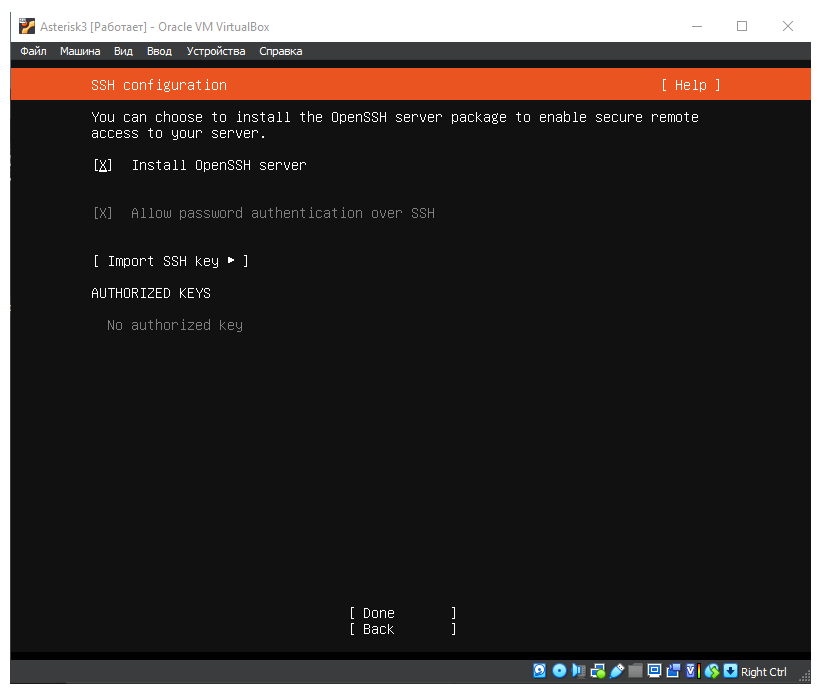 Asterisk3 [Работает] - Oracle VM VirtualBox
Файл Машина Вид Ввод Устройства Справка
SSH configuration [ Help ]
You can choose to install the OpenSSH server package to enable secure remote
access to your server.
[X] Install OpenSSH server
[X] Allow password authentication over SSH
[ Import SSH key ▸ ]
AUTHORIZED KEYS
No authorized key
[ Done ]
[ Back ]
Right Ctrl